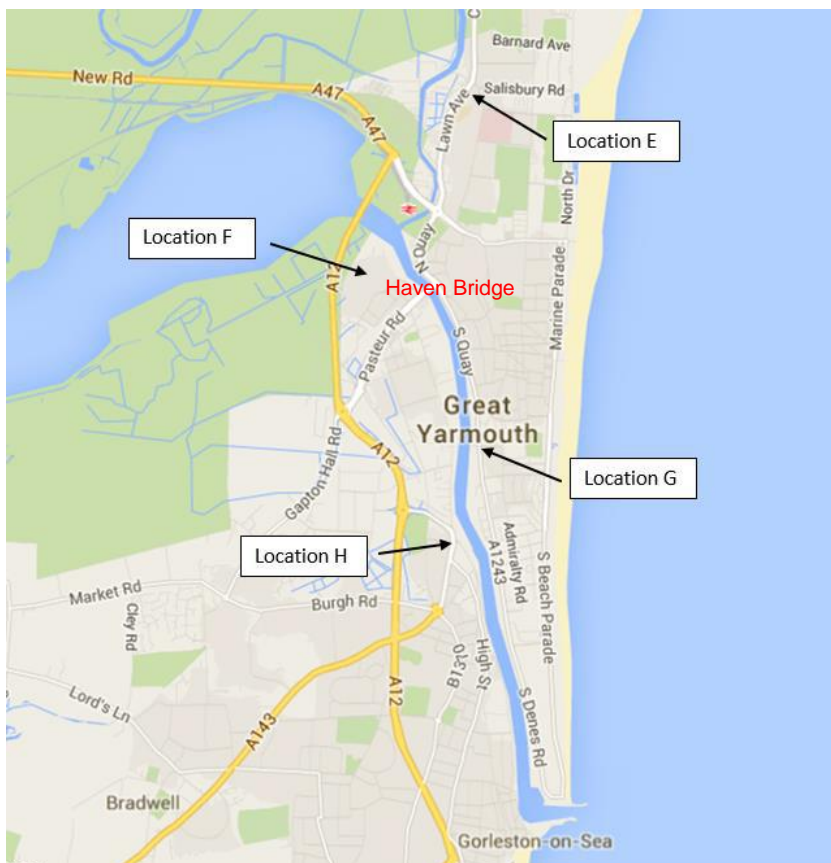 C
Barnard Ave
New Rd
A47
Salisbury Rd
A47
Lawn Ave
Location E
North Dr
Location F
N Quay
A12
Haven Bridge
Marine Parade
Pasteur Rd
S Quay
Great
Yarmouth
Gapton Hall Rd
A12
Location G
Location H
Admiralty Rd
A1243
S Beach Parade
Market Rd
Burgh Rd
Cley Rd
High St
B1370
Lord's Ln
A12
S Denes Rd
A143
Bradwell
Gorleston-on-Sea